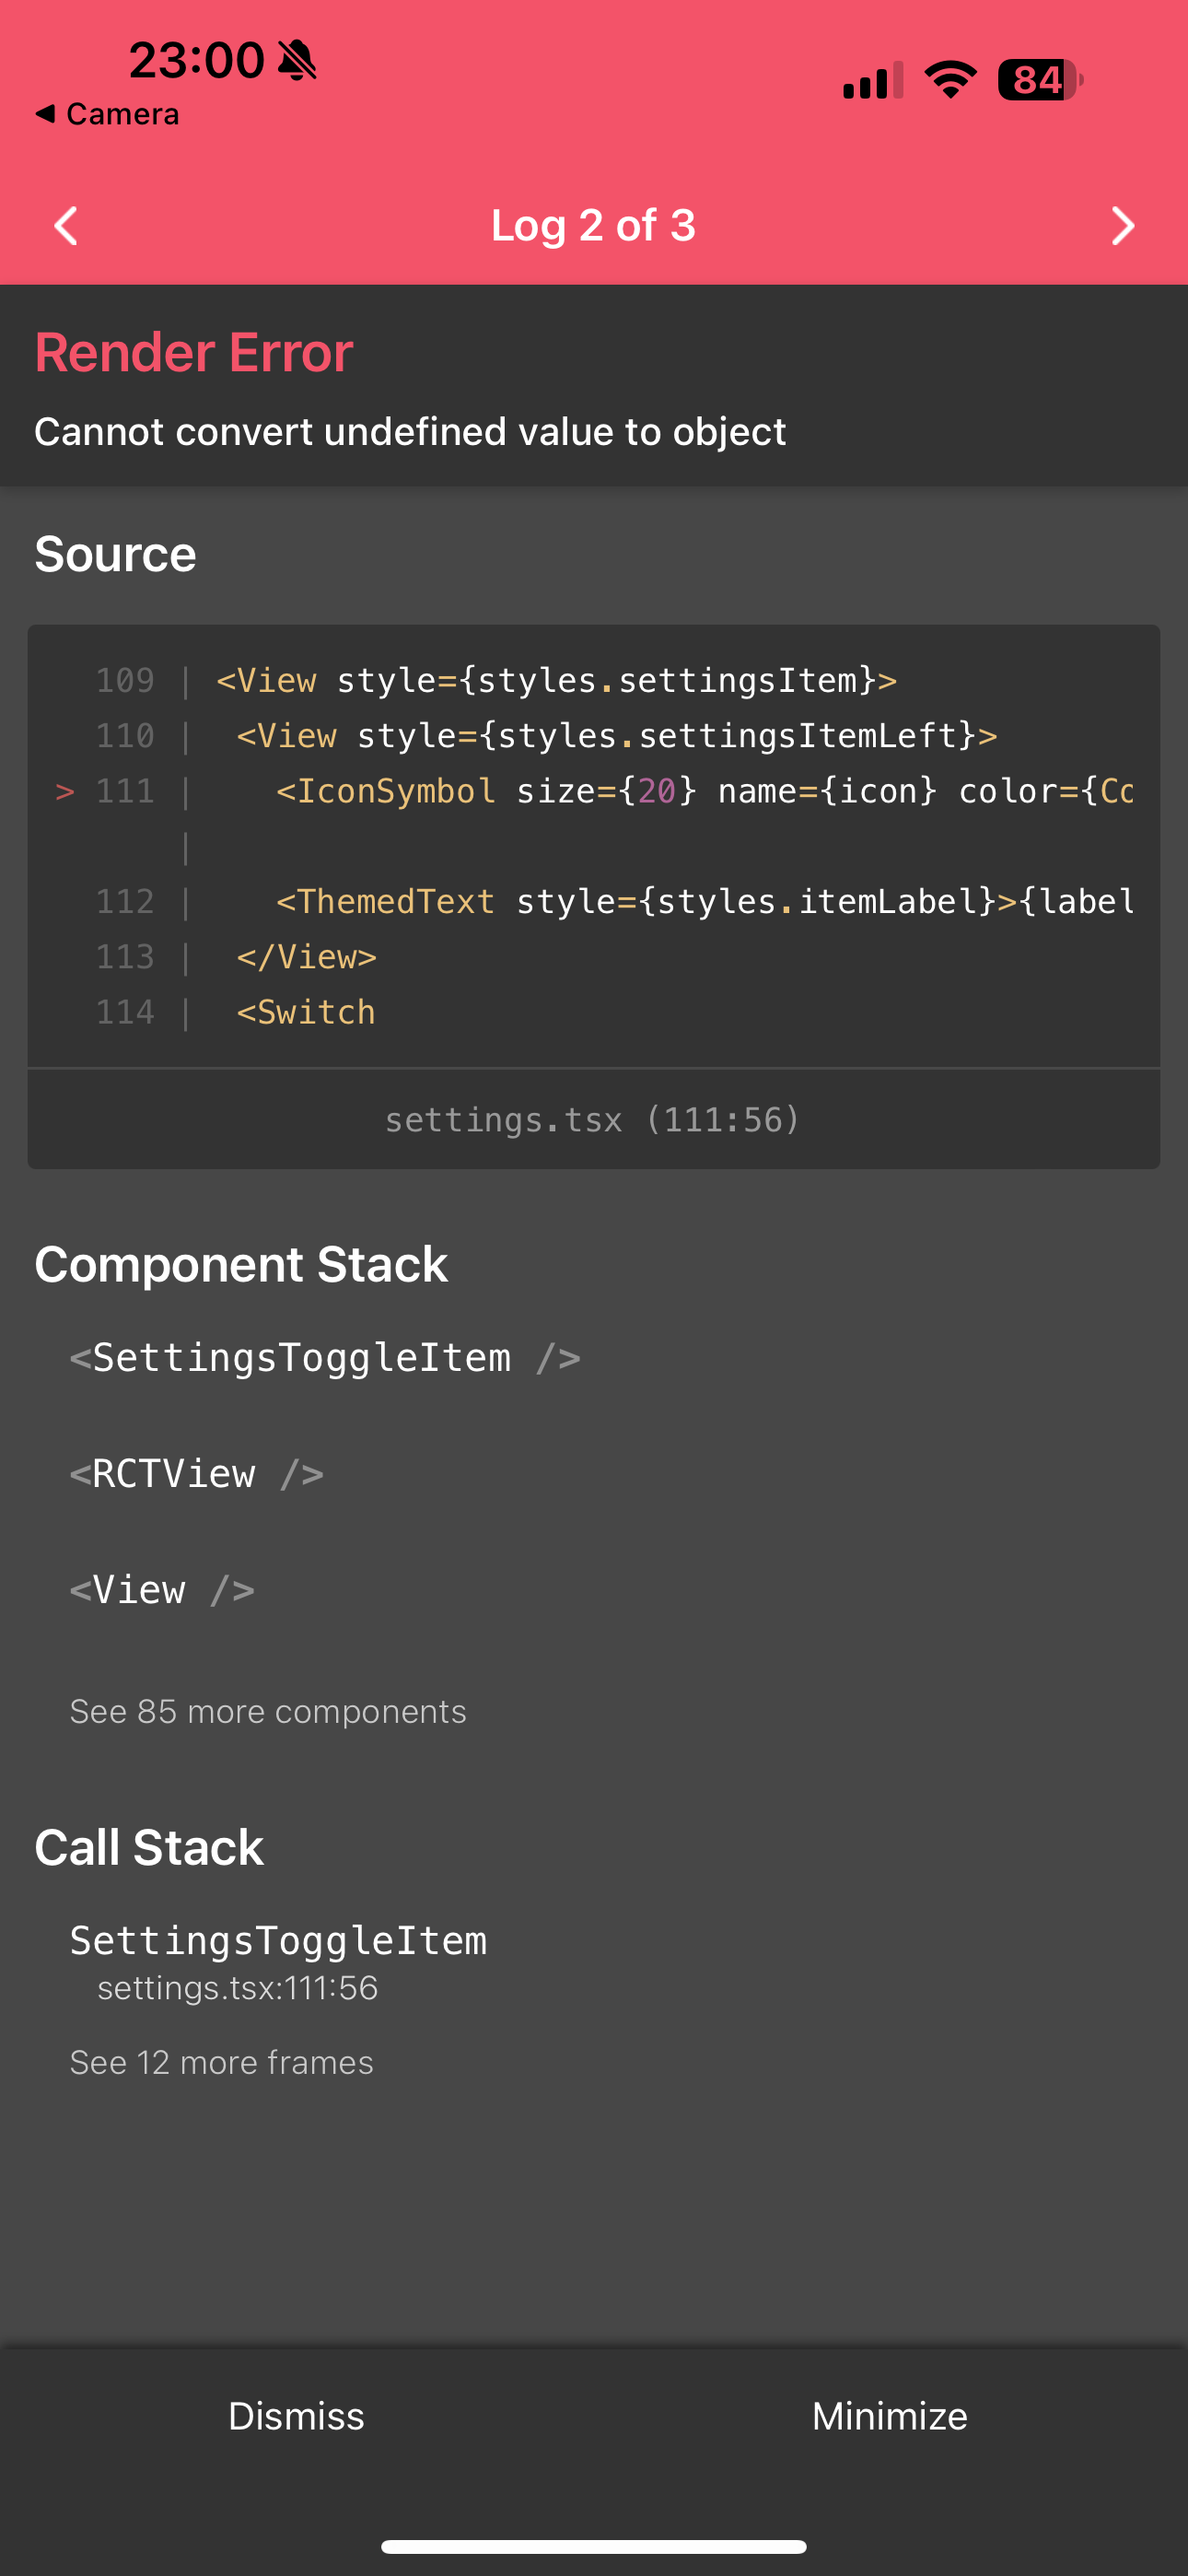 23:00
84
◀ Camera
Log 2 of 3
Render Error
Cannot convert undefined value to object
Source
109 | <View style={styles.settingsItem}>
110 |  <View style={styles.settingsItemLeft}>
> 111 |    <IconSymbol size={20} name={icon} color={Co
|
112 |    <ThemedText style={styles.itemLabel}>{label
113 |  </View>
114 |  <Switch
settings.tsx (111:56)
Component Stack
<SettingsToggleItem />
<RCTView />
<View />
See 85 more components
Call Stack
SettingsToggleItem
settings.tsx:111:56
See 12 more frames
Dismiss
Minimize